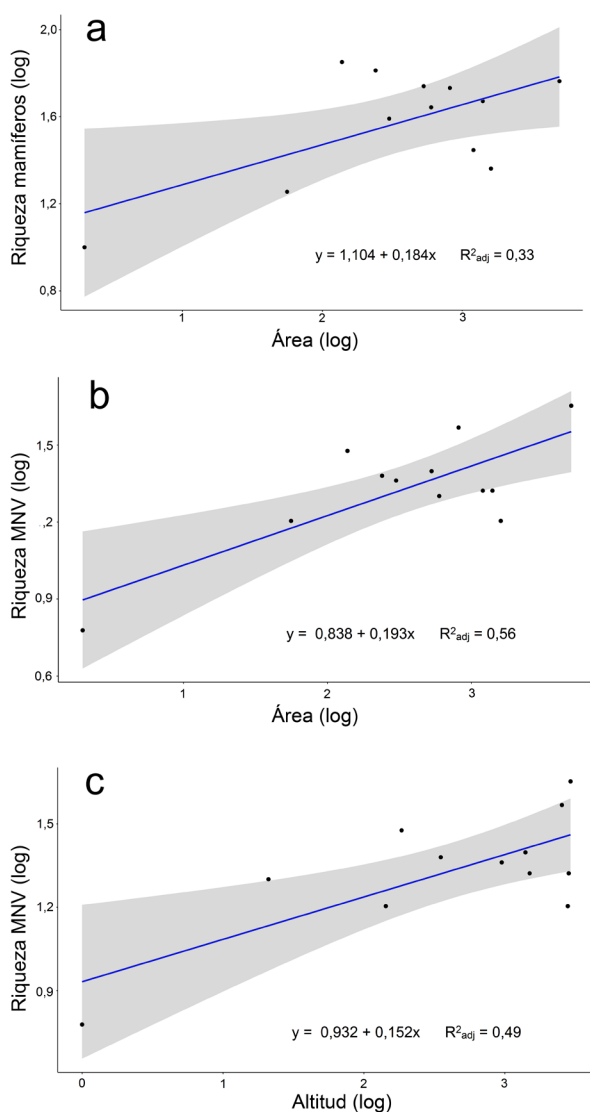 a
2,0
1,6
1,2
0,8
Riqueza mamíferos (log)
y = 1,104 + 0,184x R²adj = 0,33
1 2 3
Área (log)
b
1,5
,2
0,9
0,6
Riqueza MNV (log)
y = 0,838 + 0,193x R²adj = 0,56
1 2 3
Área (log)
c
1,5
1,2
0,9
Riqueza MNV (log)
y = 0,932 + 0,152x R²adj = 0,49
0 1 2 3
Altitud (log)